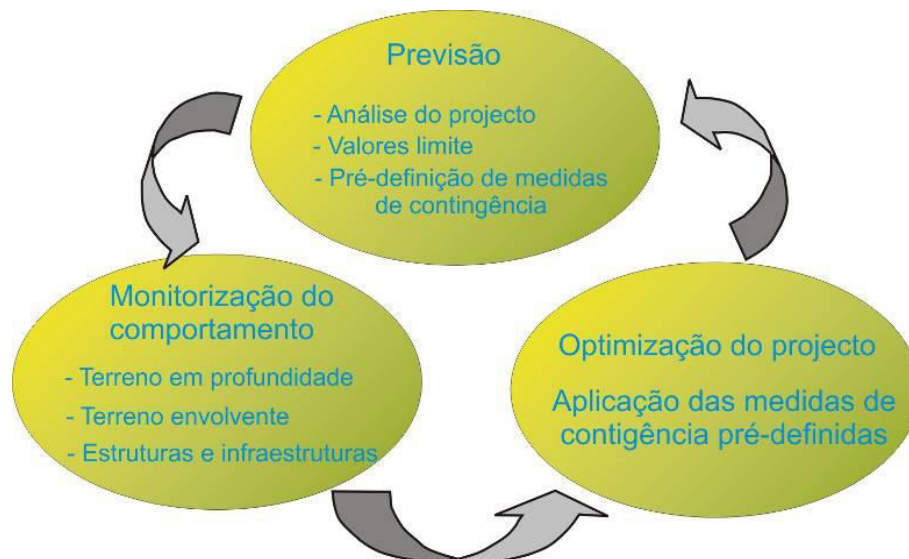 Previsão
- Análise do projecto
- Valores limite
- Pré-definição de medidas
de contingência
Monitorização do
comportamento
- Terreno em profundidade
- Terreno envolvente
- Estruturas e infraestruturas
Optimização do projecto
Aplicação das medidas de
contigência pré-definidas